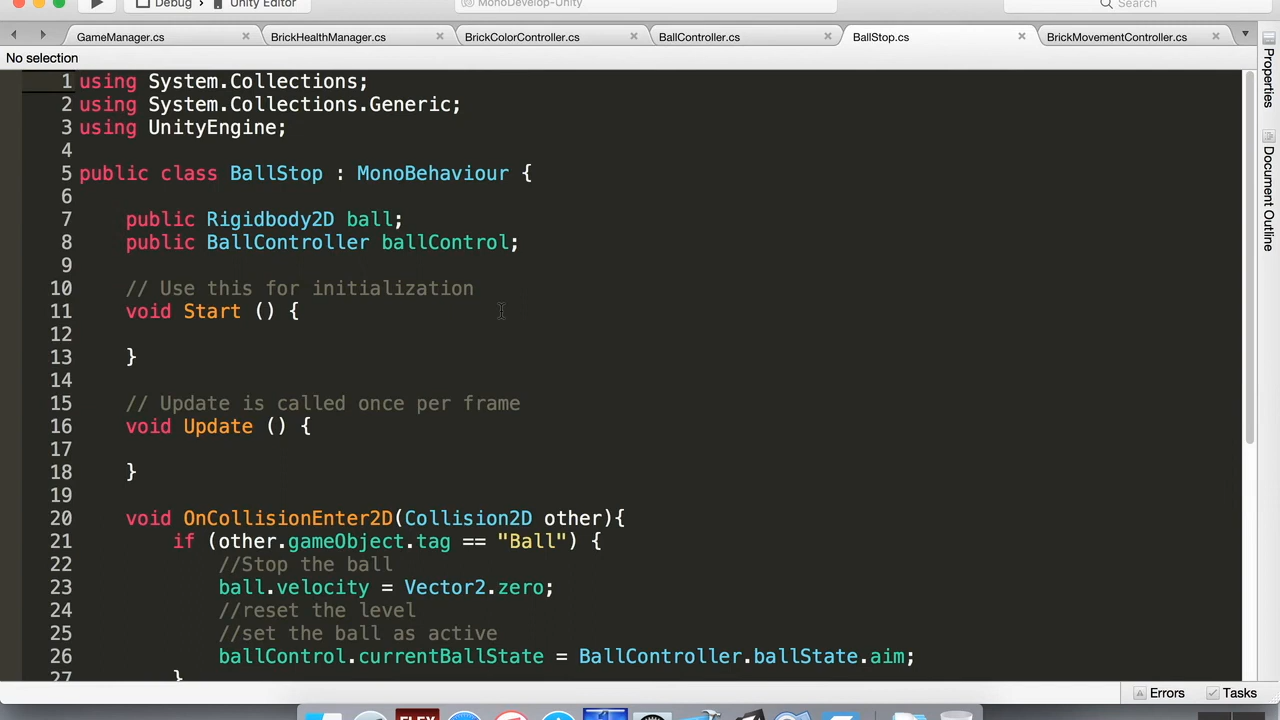 Debug
Unity Editor
MonoDevelop-Unity
Search
GameManager.cs
BrickHealthManager.cs
BrickColorController.cs
BallController.cs
BallStop.cs
BrickMovementController.cs
No selection
1 using System.Collections;
2 using System.Collections.Generic;
3 using UnityEngine;
4
5 public class BallStop : MonoBehaviour {
6
7 public Rigidbody2D ball;
8 public BallController ballControl;
9
10 // Use this for initialization
11 void Start () {
12
13 }
14
15 // Update is called once per frame
16 void Update () {
17
18 }
19
20 void OnCollisionEnter2D(Collision2D other){
21 if (other.gameObject.tag == "Ball") {
22 //Stop the ball
23 ball.velocity = Vector2.zero;
24 //reset the level
25 //set the ball as active
26 ballControl.currentBallState = BallController.ballState.aim;
27 }
Properties
Document Outline
Errors
Tasks
FLEX